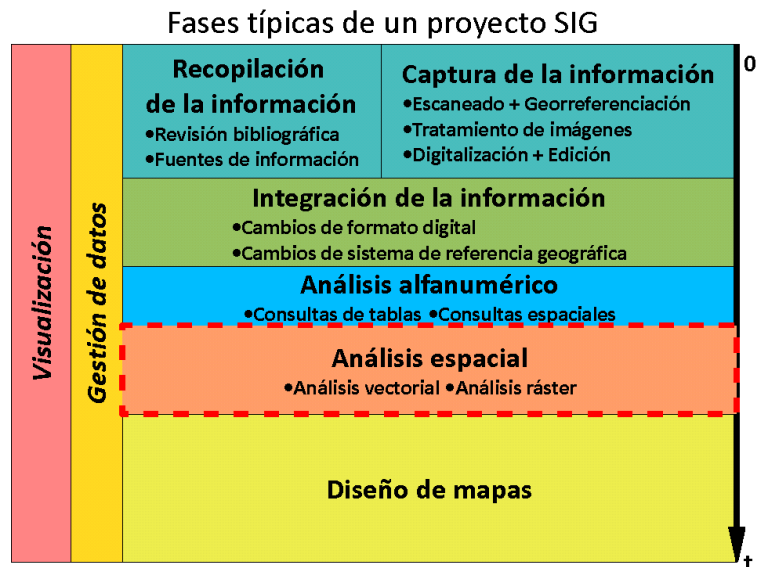 Fases típicas de un proyecto SIG
Visualización
Gestión de datos
Recopilación
de la información
•Revisión bibliográfica
•Fuentes de información
Captura de la información
•Escaneado + Georreferenciación
•Tratamiento de imágenes
•Digitalización + Edición
0
Integración de la información
•Cambios de formato digital
•Cambios de sistema de referencia geográfica
Análisis alfanumérico
•Consultas de tablas •Consultas espaciales
Análisis espacial
•Análisis vectorial •Análisis ráster
Diseño de mapas
t